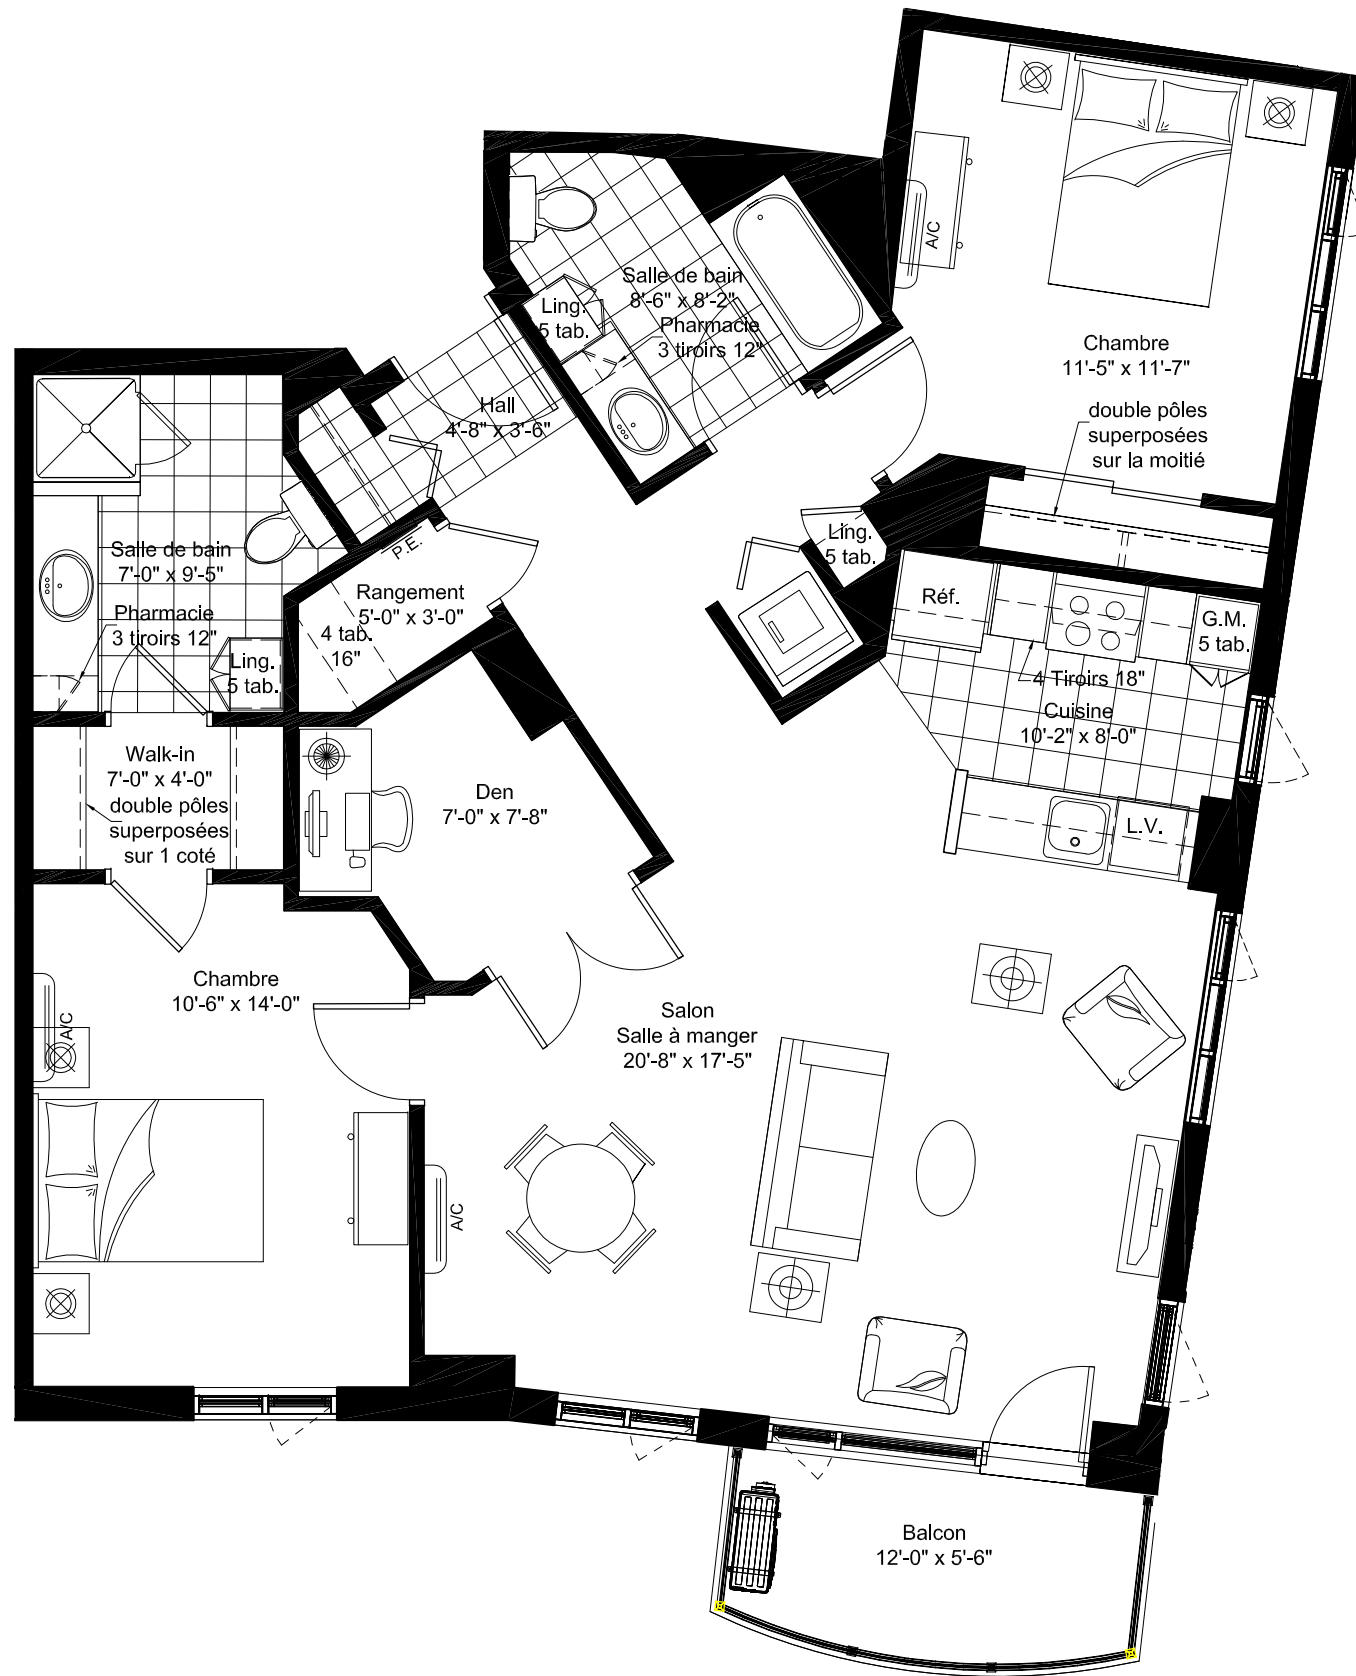 A/C
Salle de bain
8'-6" x 8'-2"
Pharmacie
3 tiroirs 12"
Ling.
5 tab.
Chambre
11'-5" x 11'-7"
double pôles
superposées
sur la moitié
Hall
4'-8" x 3'-6"
P.E.
Salle de bain
7'-0" x 9'-5"
Pharmacie
3 tiroirs 12"
Ling.
5 tab.
Rangement
5'-0" x 3'-0"
4 tab.
16"
Ling.
5 tab.
Réf.
G.M.
5 tab.
4 Tiroirs 18"
Cuisine
10'-2" x 8'-0"
L.V.
Walk-in
7'-0" x 4'-0"
double pôles
superposées
sur 1 coté
Den
7'-0" x 7'-8"
Chambre
10'-6" x 14'-0"
A/C
Salon
Salle à manger
20'-8" x 17'-5"
A/C
Balcon
12'-0" x 5'-6"